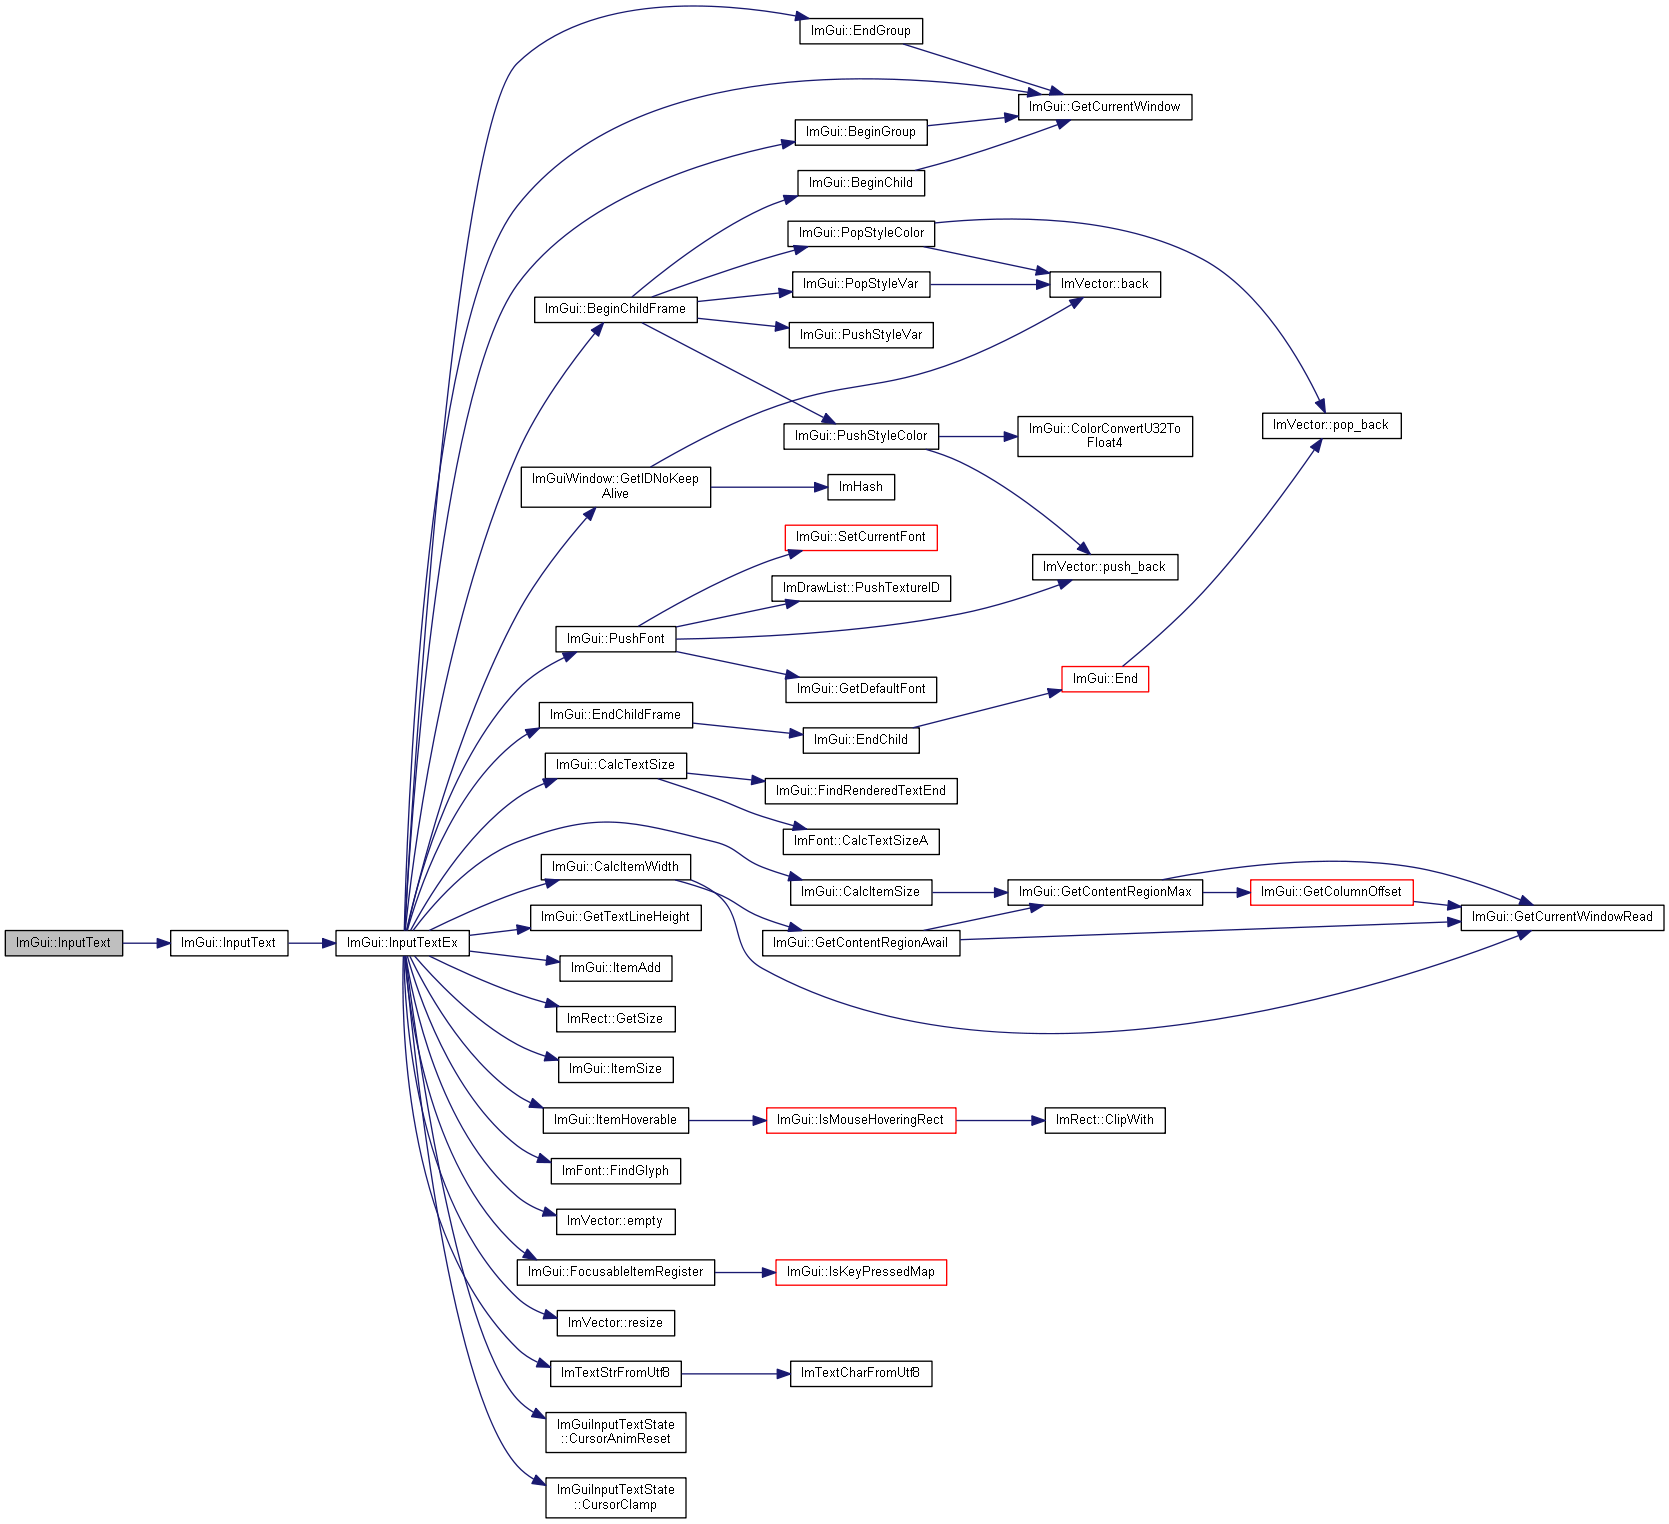 ImGui::EndGroup
ImGui::GetCurrentWindow
ImGui::BeginGroup
ImGui::BeginChild
ImGui::PopStyleColor
ImGui::PopStyleVar
ImVector::back
ImGui::BeginChildFrame
ImGui::PushStyleVar
ImVector::pop_back
ImGui::PushStyleColor
ImGui::ColorConvertU32To
Float4
ImGuiWindow::GetIDNoKeep
Alive
ImHash
ImGui::SetCurrentFont
ImVector::push_back
ImDrawList::PushTextureID
ImGui::PushFont
ImGui::End
ImGui::GetDefaultFont
ImGui::EndChildFrame
ImGui::EndChild
ImGui::CalcTextSize
ImGui::FindRenderedTextEnd
ImFont::CalcTextSizeA
ImGui::CalcItemWidth
ImGui::CalcItemSize
ImGui::GetContentRegionMax
ImGui::GetColumnOffset
ImGui::GetTextLineHeight
ImGui::GetCurrentWindowRead
ImGui::InputText
ImGui::InputText
ImGui::InputTextEx
ImGui::GetContentRegionAvail
ImGui::ItemAdd
ImRect::GetSize
ImGui::ItemSize
ImGui::ItemHoverable
ImGui::IsMouseHoveringRect
ImRect::ClipWith
ImFont::FindGlyph
ImVector::empty
ImGui::FocusableItemRegister
ImGui::IsKeyPressedMap
ImVector::resize
ImTextStrFromUtf8
ImTextCharFromUtf8
ImGuiInputTextState
::CursorAnimReset
ImGuiInputTextState
::CursorClamp